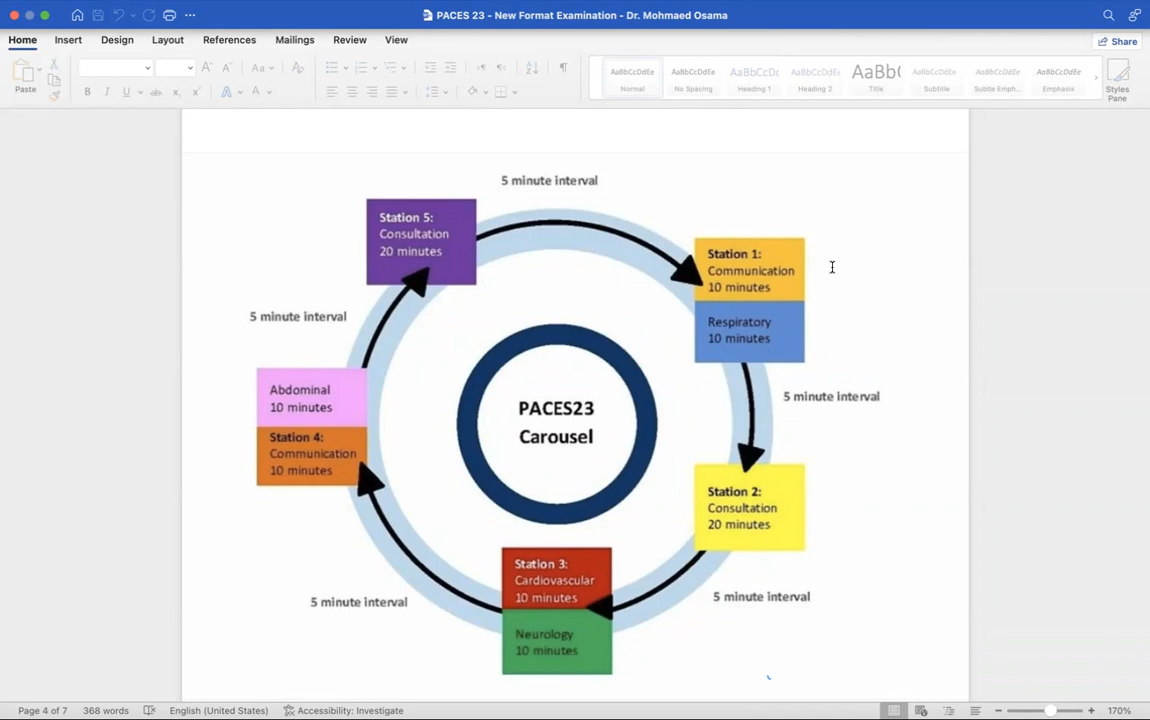 PACES 23 - New Format Examination - Dr. Mohmaed Osama
Home Insert Design Layout References Mailings Review View
Share
Paste
Aa
B I U ab x x A A
AaBbCcDdEe AaBbCcDdEe AaBbCcDc AaBbCcDdEe AaBb( AaBbCcDdEe AaBbCcDdEe AaBbCcDdEe
Normal No Spacing Heading 1 Heading 2 Title Subtitle Subtle Emph... Emphasis
Styles
Pane
5 minute interval
Station 5:
Consultation
20 minutes
Station 1:
Communication
10 minutes
Respiratory
10 minutes
5 minute interval
5 minute interval
Abdominal
10 minutes
Station 4:
Communication
10 minutes
PACES23
Carousel
Station 2:
Consultation
20 minutes
Station 3:
Cardiovascular
10 minutes
Neurology
10 minutes
5 minute interval
5 minute interval
Page 4 of 7 368 words English (United States) Accessibility: Investigate 170%